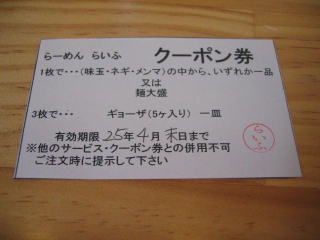 らーめん らいふ クーポン券
1枚で・・・(味玉・ネギ・メンマ)の中から、いずれか一品
又は
麺大盛
3枚で・・・ ギョーザ(5ヶ入り) 一皿
有効期限25年4月末日まで
※他のサービス・クーポン券との併用不可
ご注文時に提示して下さい
らいふ